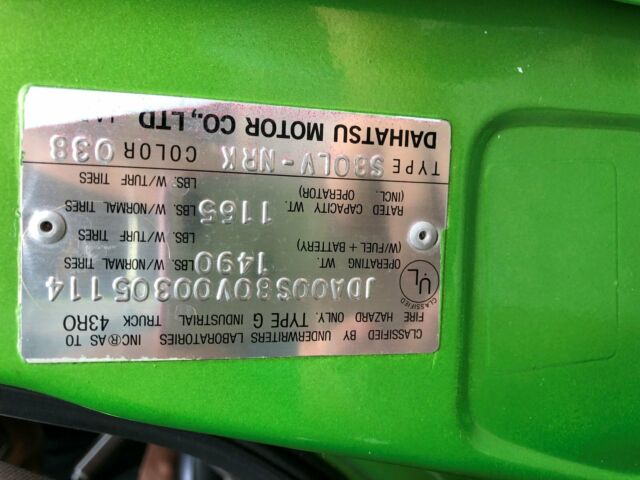 DAIHATSU MOTOR CO., LTD.
TYPE S80LV-NRK COLOR 038
RATED CAPACITY WT. 1165 LBS. W/NORMAL TIRES
(INCL. OPERATOR) LBS. W/TURF TIRES
OPERATING WT. 1490 LBS. W/NORMAL TIRES
(W/FUEL + BATTERY) LBS. W/TURF TIRES
JDA00S80V00305114
CLASSIFIED UL
CLASSIFIED BY UNDERWRITERS LABORATORIES INC® AS TO
FIRE HAZARD ONLY. TYPE G INDUSTRIAL TRUCK 43RO